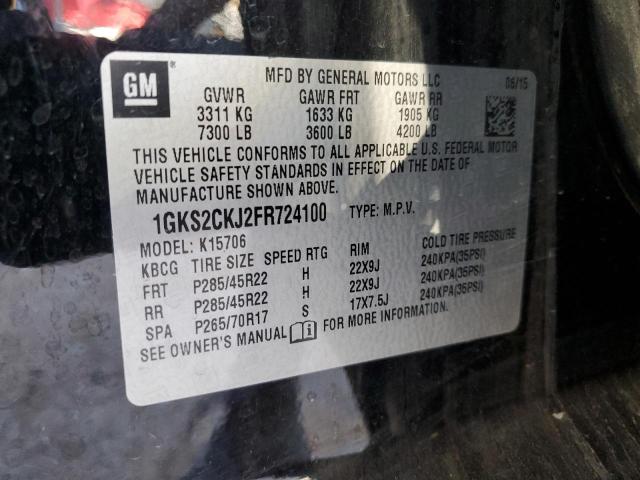 GM
MFD BY GENERAL MOTORS LLC 06/15
GVWR GAWR FRT GAWR RR
3311 KG 1633 KG 1905 KG
7300 LB 3600 LB 4200 LB
THIS VEHICLE CONFORMS TO ALL APPLICABLE U.S. FEDERAL MOTOR
VEHICLE SAFETY STANDARDS IN EFFECT ON THE DATE OF
MANUFACTURE SHOWN ABOVE.
1GKS2CKJ2FR724100 TYPE: M.P.V.
MODEL: K15706
KBCG TIRE SIZE SPEED RTG RIM COLD TIRE PRESSURE
FRT P285/45R22 H 22X9J 240KPA(35PSI)
RR P285/45R22 H 22X9J 240KPA(35PSI)
SPA P265/70R17 S 17X7.5J 240KPA(35PSI)
SEE OWNER'S MANUAL FOR MORE INFORMATION.